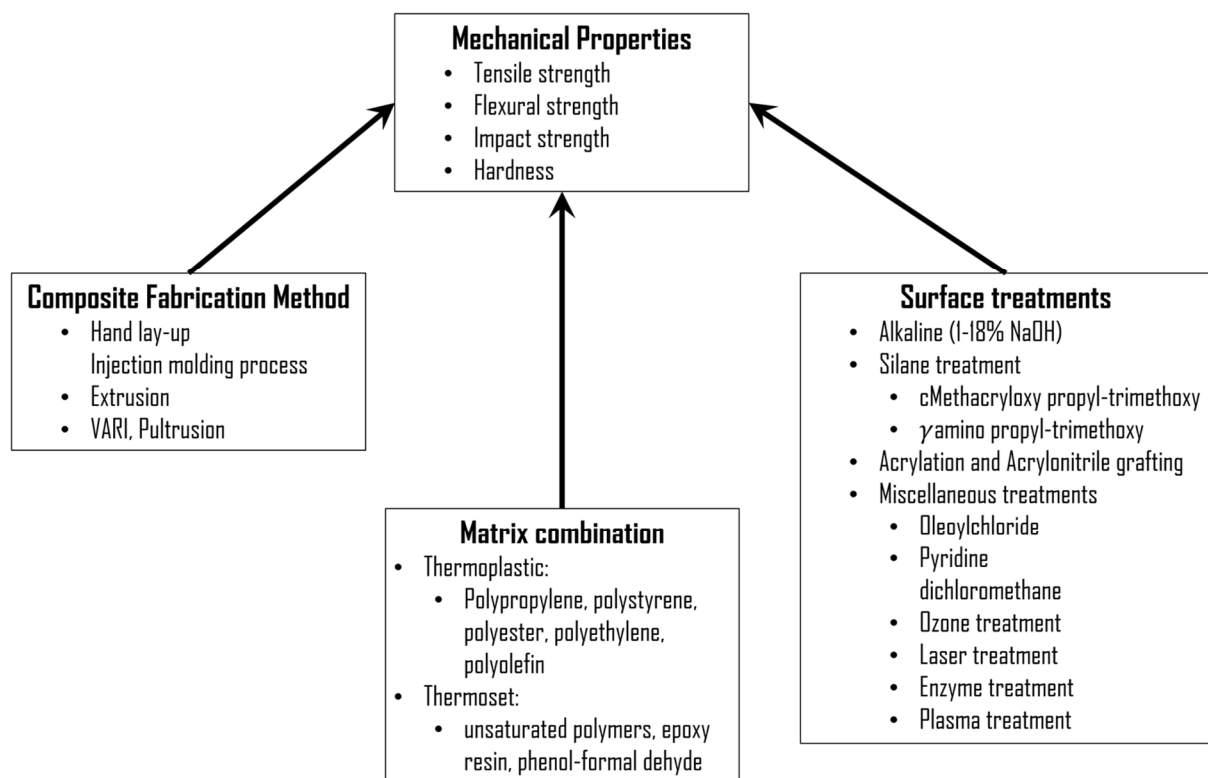 Mechanical Properties
• Tensile strength
• Flexural strength
• Impact strength
• Hardness
Composite Fabrication Method
• Hand lay-up
Injection molding process
• Extrusion
• VARI, Pultrusion
Matrix combination
• Thermoplastic:
• Polypropylene, polystyrene,
polyester, polyethylene,
polyolefin
• Thermoset:
• unsaturated polymers, epoxy
resin, phenol-formal dehyde
Surface treatments
• Alkaline (1-18% NaOH)
• Silane treatment
• cMethacryloxy propyl-trimethoxy
• γamino propyl-trimethoxy
• Acrylation and Acrylonitrile grafting
• Miscellaneous treatments
• Oleoylchloride
• Pyridine
dichloromethane
• Ozone treatment
• Laser treatment
• Enzyme treatment
• Plasma treatment